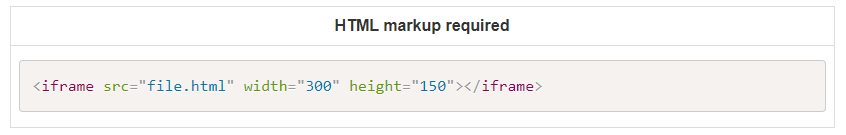 HTML markup required
<iframe src="file.html" width="300" height="150"></iframe>